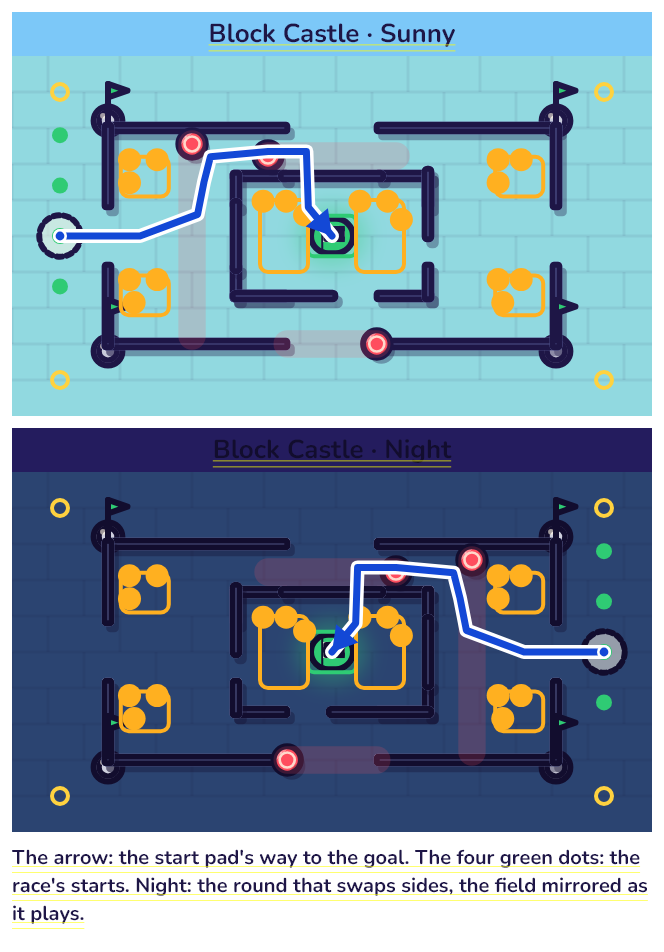 Block Castle · Sunny
Block Castle · Night
The arrow: the start pad's way to the goal. The four green dots: the
race's starts. Night: the round that swaps sides, the field mirrored as
it plays.